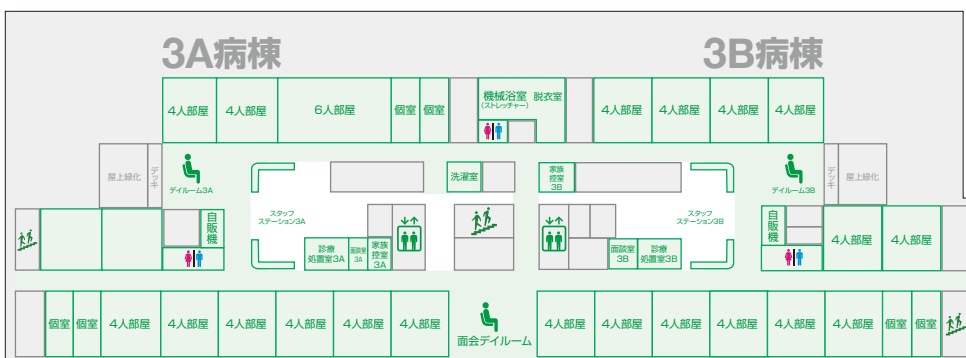 3A病棟
3B病棟
4人部屋
4人部屋
6人部屋
個室
個室
機械浴室
(ストレッチャー)
脱衣室
4人部屋
4人部屋
4人部屋
4人部屋
屋上緑化
デッキ
デイルーム3A
洗濯室
家族
控室
3B
デイルーム3B
デッキ
屋上緑化
自販機
スタッフ
ステーション3A
スタッフ
ステーション3B
自販機
4人部屋
4人部屋
診療
処置室3A
面談室
3A
家族
控室
3A
面談室
3B
診療
処置室3B
個室
個室
4人部屋
4人部屋
4人部屋
4人部屋
4人部屋
4人部屋
面会デイルーム
4人部屋
4人部屋
4人部屋
4人部屋
4人部屋
4人部屋
個室
個室